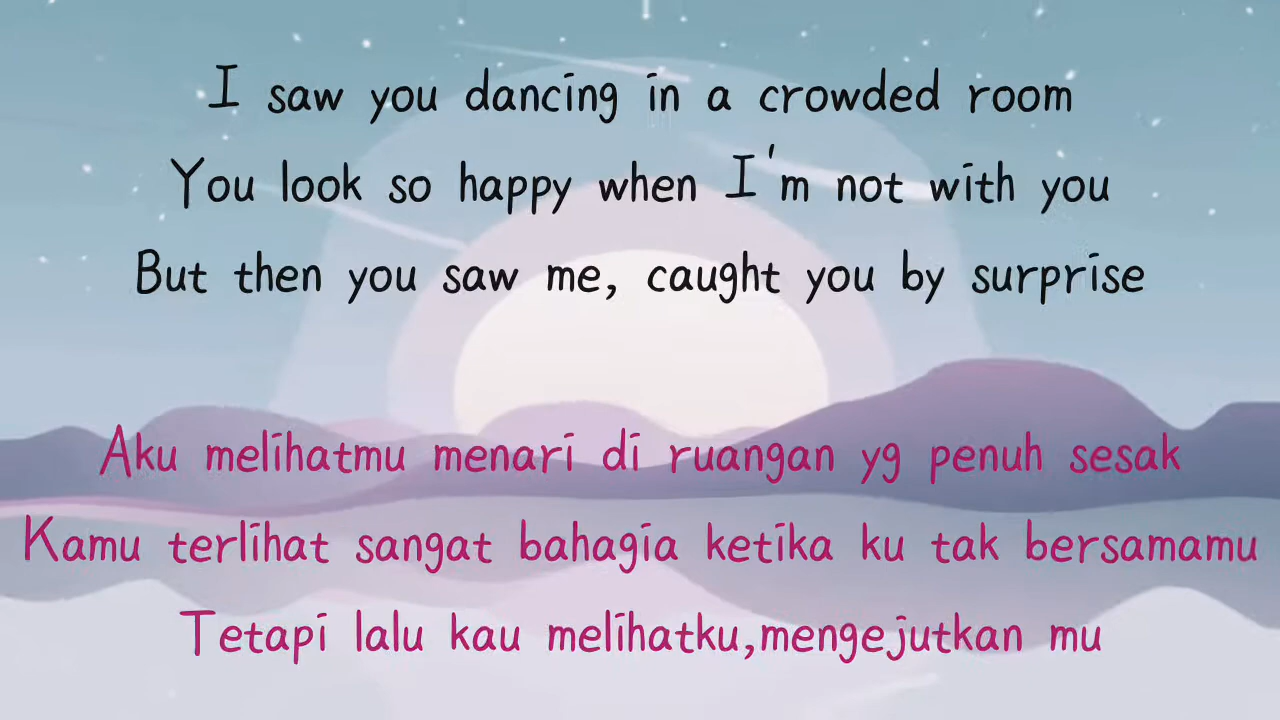 I saw you dancing in a crowded room
You look so happy when I'm not with you
But then you saw me, caught you by surprise
Aku melihatmu menari di ruangan yg penuh sesak
Kamu terlihat sangat bahagia ketika ku tak bersamamu
Tetapi lalu kau melihatku,mengejutkan mu